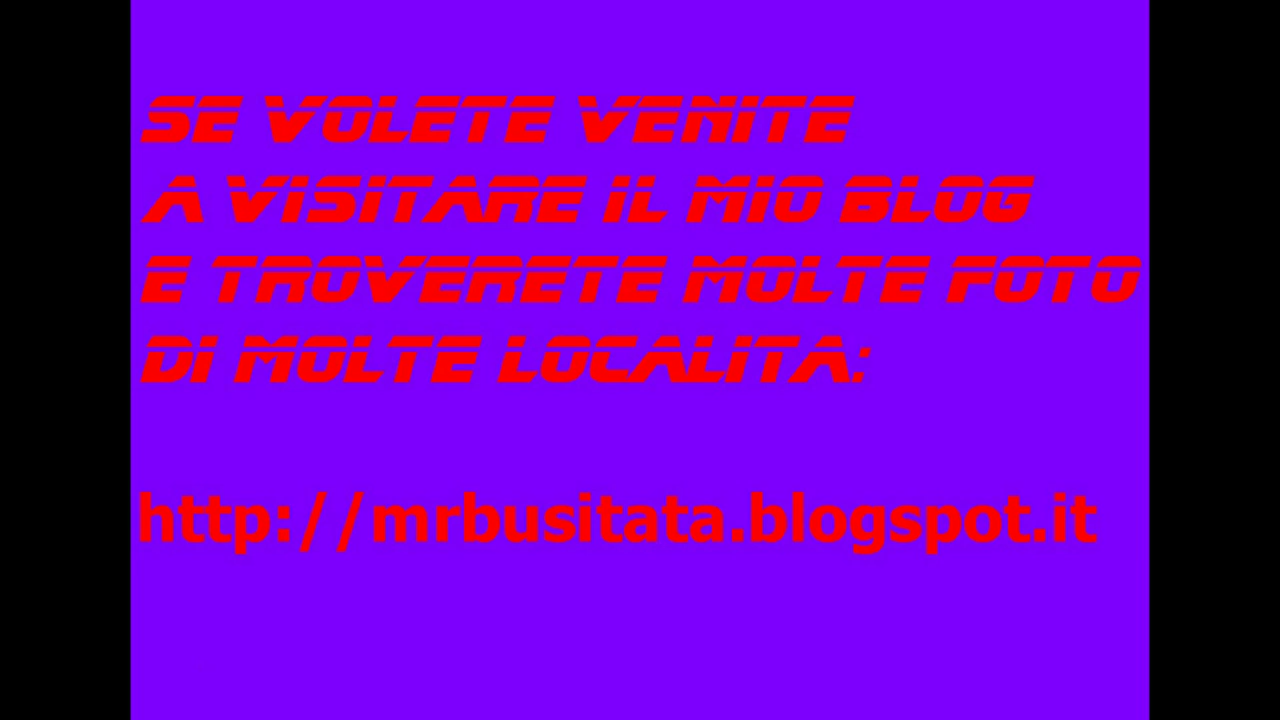 SE VOLETE VENITE
A VISITARE IL MIO BLOG
E TROVERETE MOLTE FOTO
DI MOLTE LOCALITA:
http://mrbusitata.blogspot.it